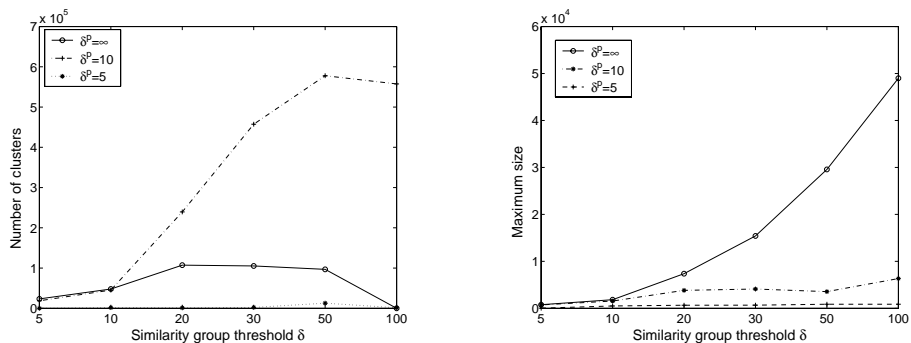 7 x 10^5
6
5
4
3
2
1
0
5 10 20 30 50 100
Number of clusters
Similarity group threshold δ
δ^p=∞
δ^p=10
δ^p=5
6 x 10^4
5
4
3
2
1
0
5 10 20 30 50 100
Maximum size
Similarity group threshold δ
δ^p=∞
δ^p=10
δ^p=5